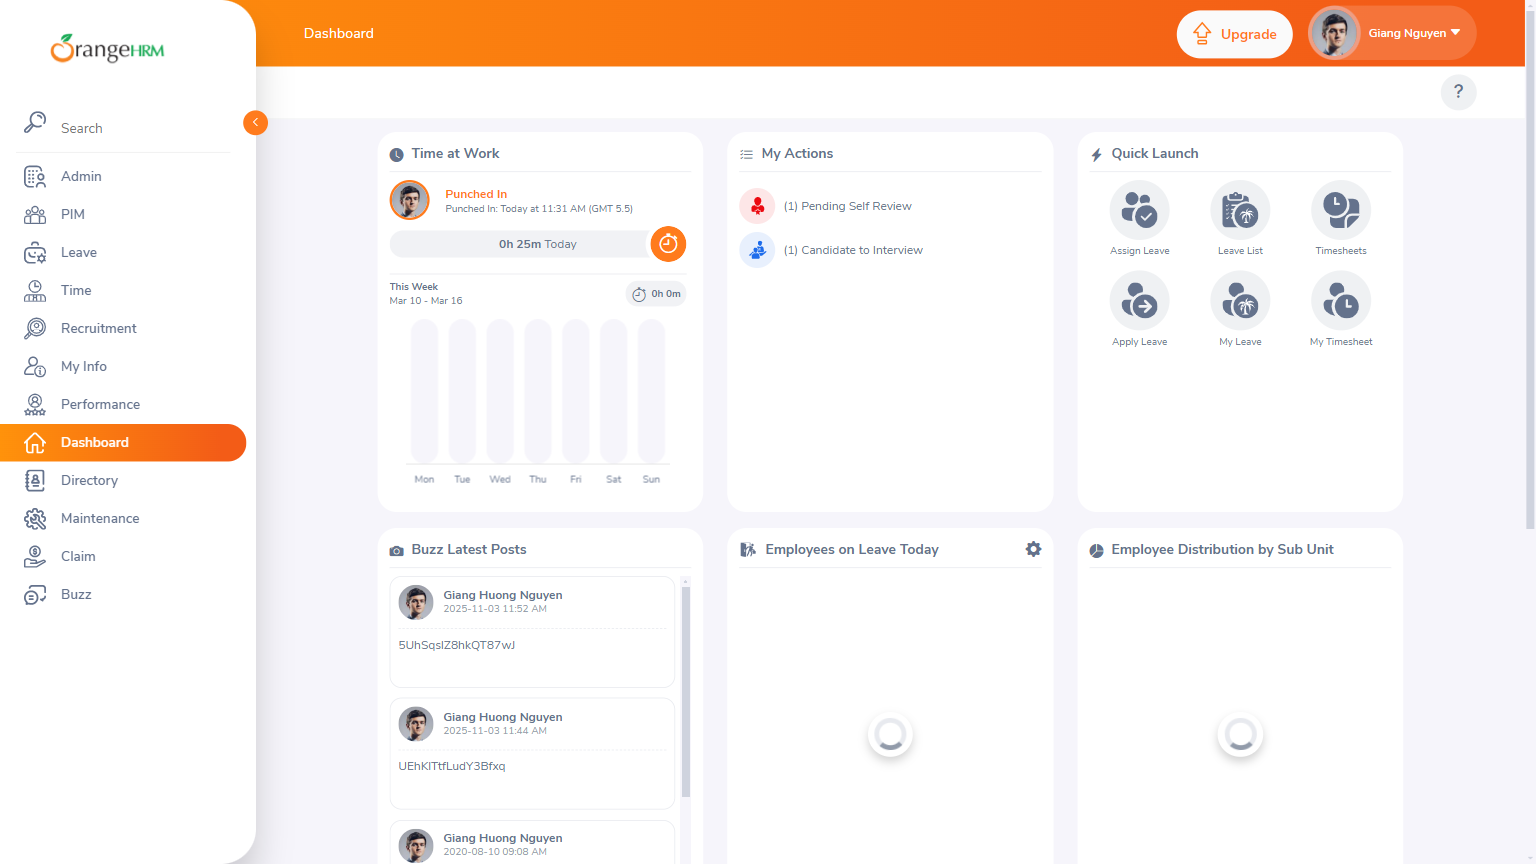 OrangeHRM
Search
Admin
PIM
Leave
Time
Recruitment
My Info
Performance
Dashboard
Directory
Maintenance
Claim
Buzz
Dashboard
Upgrade
Giang Nguyen
?
Time at Work
Punched In
Punched In: Today at 11:31 AM (GMT 5.5)
0h 25m Today
This Week
Mar 10 - Mar 16
0h 0m
Mon Tue Wed Thu Fri Sat Sun
My Actions
(1) Pending Self Review
(1) Candidate to Interview
Quick Launch
Assign Leave Leave List Timesheets
Apply Leave My Leave My Timesheet
Buzz Latest Posts
Giang Huong Nguyen
2025-11-03 11:52 AM
5UhSqsIZ8hkQT87wJ
Giang Huong Nguyen
2025-11-03 11:44 AM
UEhKITtfLudY3Bfxq
Giang Huong Nguyen
2020-08-10 09:08 AM
Employees on Leave Today
Employee Distribution by Sub Unit